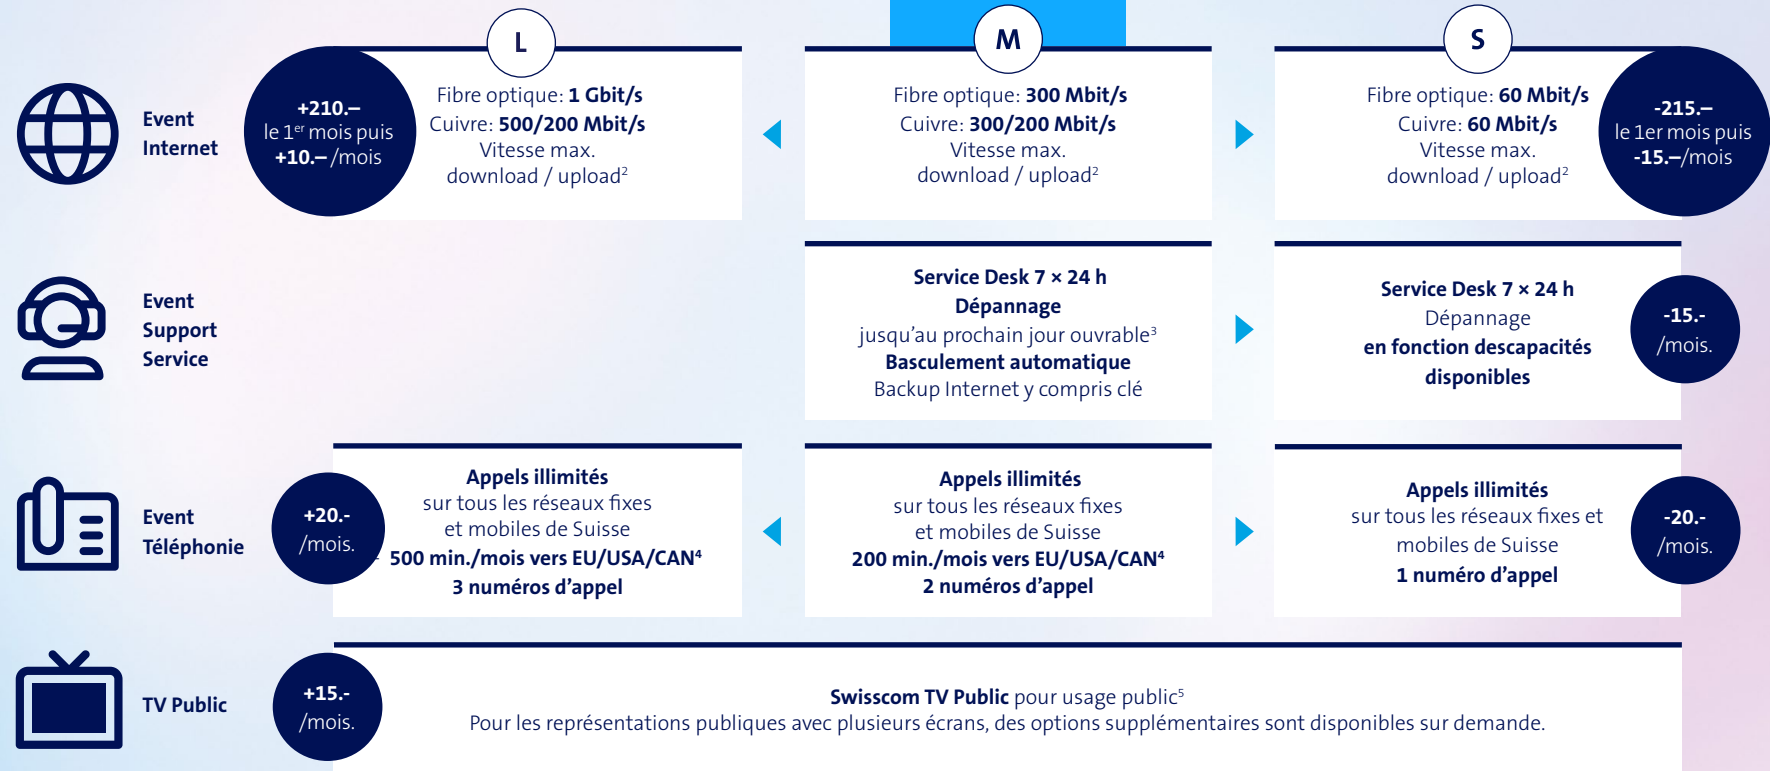 L
M
S
Event
Internet
+210.–
le 1er mois puis
+10.–/mois
Fibre optique: 1 Gbit/s
Cuivre: 500/200 Mbit/s
Vitesse max.
download / upload2
Fibre optique: 300 Mbit/s
Cuivre: 300/200 Mbit/s
Vitesse max.
download / upload2
Fibre optique: 60 Mbit/s
Cuivre: 60 Mbit/s
Vitesse max.
download / upload2
-215.–
le 1er mois puis
-15.–/mois
Event
Support
Service
Service Desk 7 × 24 h
Dépannage
jusqu’au prochain jour ouvrable3
Basculement automatique
Backup Internet y compris clé
Service Desk 7 × 24 h
Dépannage
en fonction descapacités
disponibles
-15.-
/mois.
Event
Téléphonie
+20.-
/mois.
Appels illimités
sur tous les réseaux fixes
et mobiles de Suisse
500 min./mois vers EU/USA/CAN4
3 numéros d’appel
Appels illimités
sur tous les réseaux fixes
et mobiles de Suisse
200 min./mois vers EU/USA/CAN4
2 numéros d’appel
Appels illimités
sur tous les réseaux fixes et
mobiles de Suisse
1 numéro d’appel
-20.-
/mois.
TV Public
+15.-
/mois.
Swisscom TV Public pour usage public5
Pour les représentations publiques avec plusieurs écrans, des options supplémentaires sont disponibles sur demande.